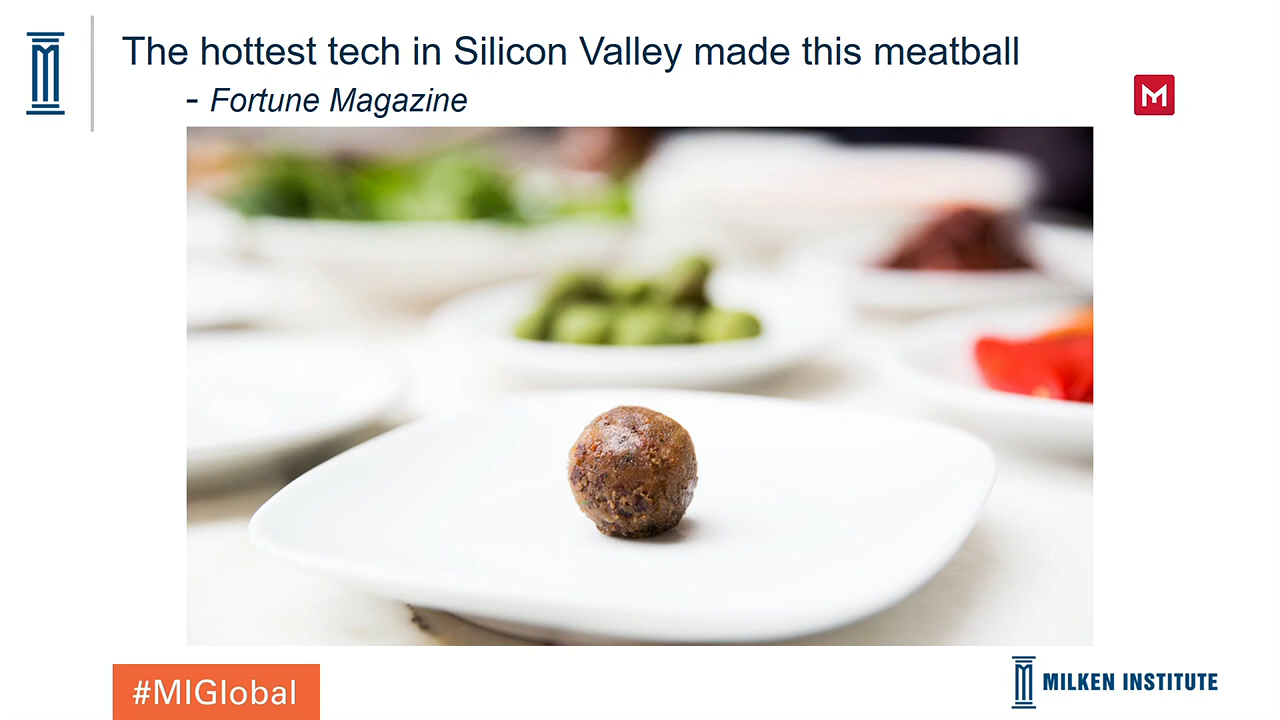 The hottest tech in Silicon Valley made this meatball
- Fortune Magazine
#MIGlobal
MILKEN INSTITUTE